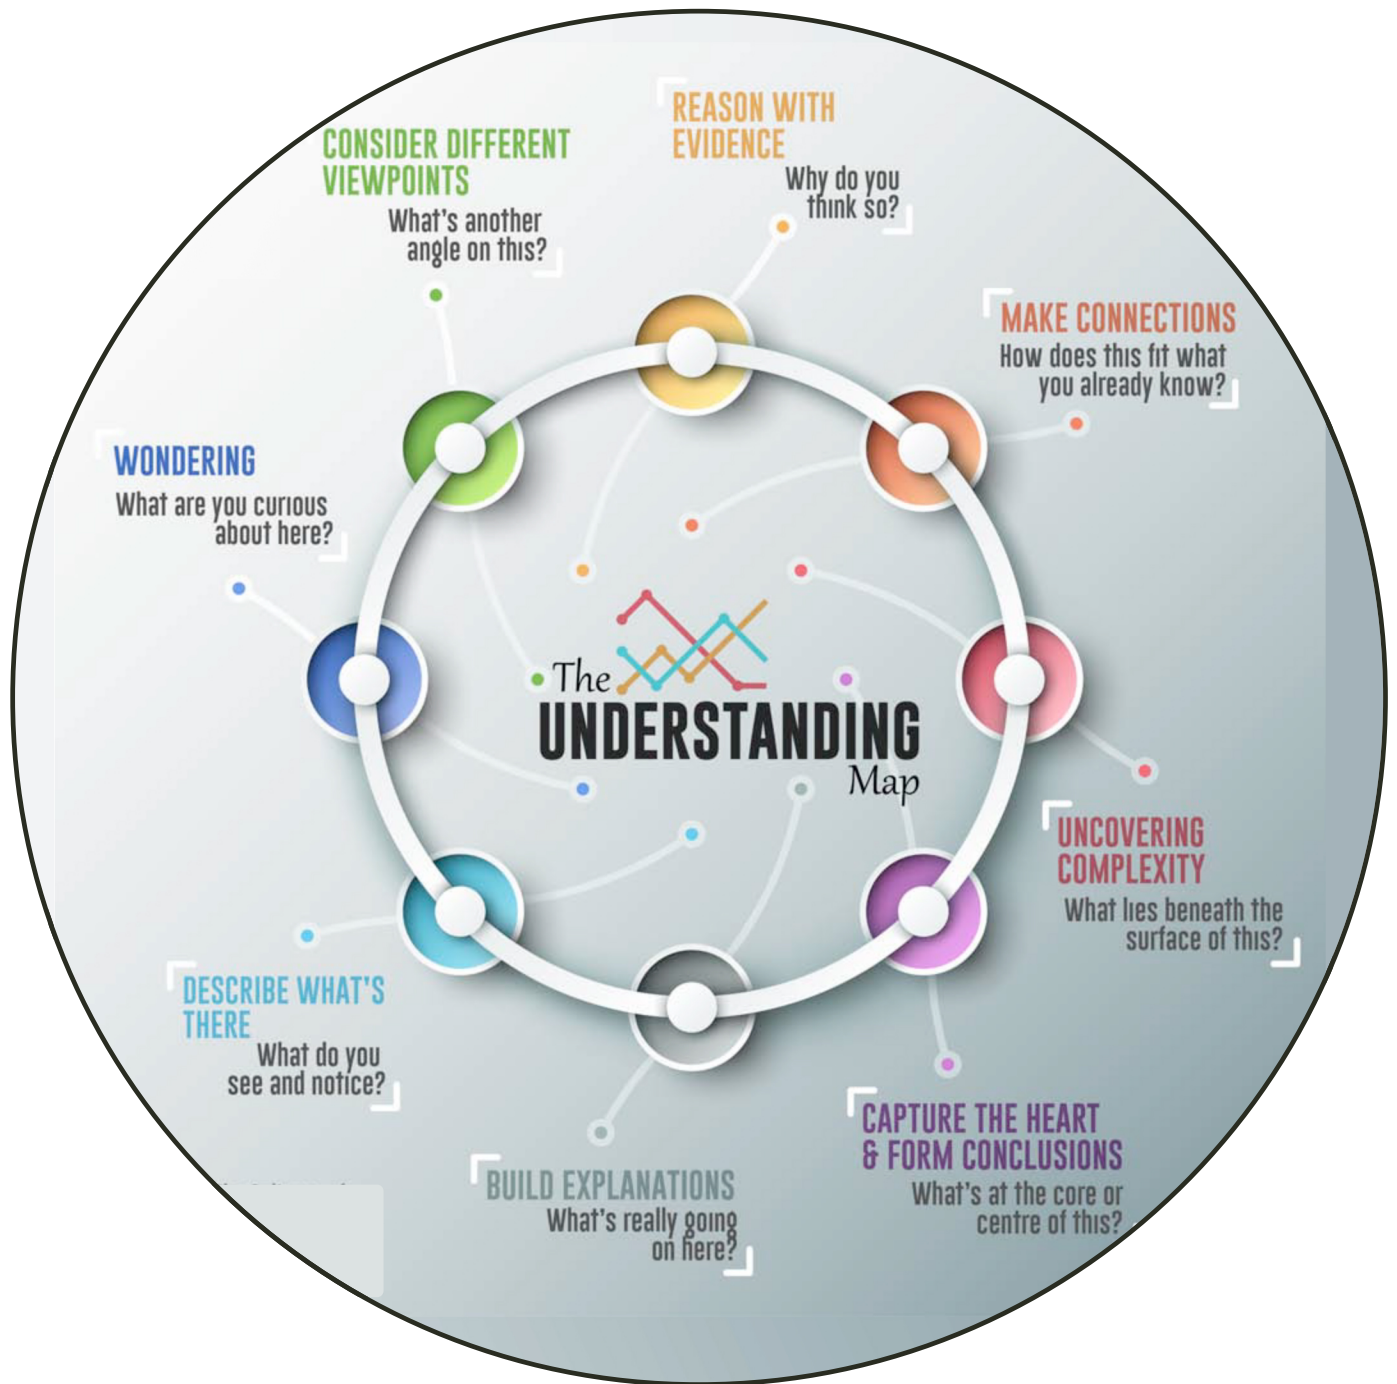 REASON WITH
EVIDENCE
Why do you
think so?
CONSIDER DIFFERENT
VIEWPOINTS
What's another
angle on this?
MAKE CONNECTIONS
How does this fit what
you already know?
WONDERING
What are you curious
about here?
The
UNDERSTANDING
Map
UNCOVERING
COMPLEXITY
What lies beneath the
surface of this?
DESCRIBE WHAT'S
THERE
What do you
see and notice?
CAPTURE THE HEART
& FORM CONCLUSIONS
What's at the core or
centre of this?
BUILD EXPLANATIONS
What's really going
on here?